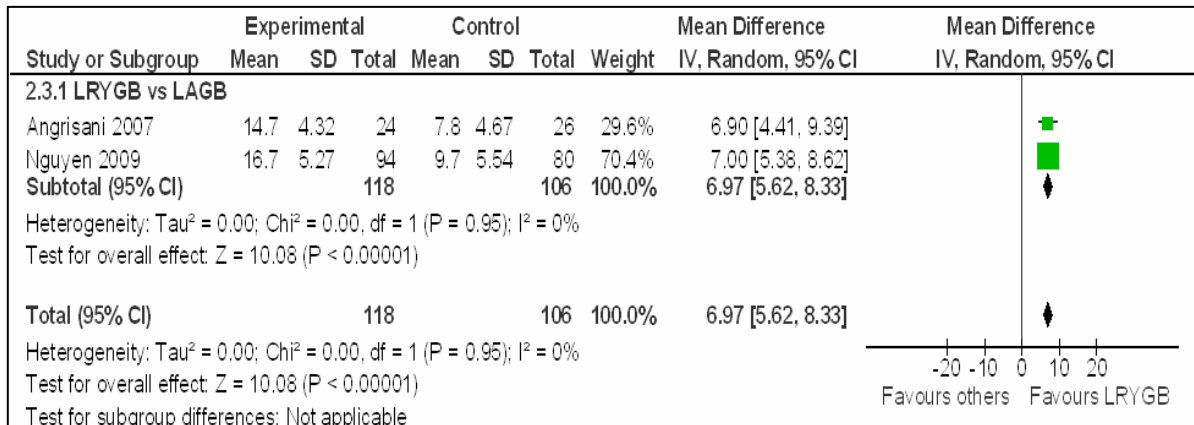 Experimental Control Mean Difference Mean Difference
Study or Subgroup Mean SD Total Mean SD Total Weight IV, Random, 95% CI IV, Random, 95% CI
2.3.1 LRYGB vs LAGB
Angrisani 2007 14.7 4.32 24 7.8 4.67 26 29.6% 6.90 [4.41, 9.39]
Nguyen 2009 16.7 5.27 94 9.7 5.54 80 70.4% 7.00 [5.38, 8.62]
Subtotal (95% CI) 118 106 100.0% 6.97 [5.62, 8.33]
Heterogeneity: Tau² = 0.00; Chi² = 0.00, df = 1 (P = 0.95); I² = 0%
Test for overall effect: Z = 10.08 (P < 0.00001)
Total (95% CI) 118 106 100.0% 6.97 [5.62, 8.33]
Heterogeneity: Tau² = 0.00; Chi² = 0.00, df = 1 (P = 0.95); I² = 0%
Test for overall effect: Z = 10.08 (P < 0.00001)
Test for subgroup differences: Not applicable
-20 -10 0 10 20
Favours others Favours LRYGB